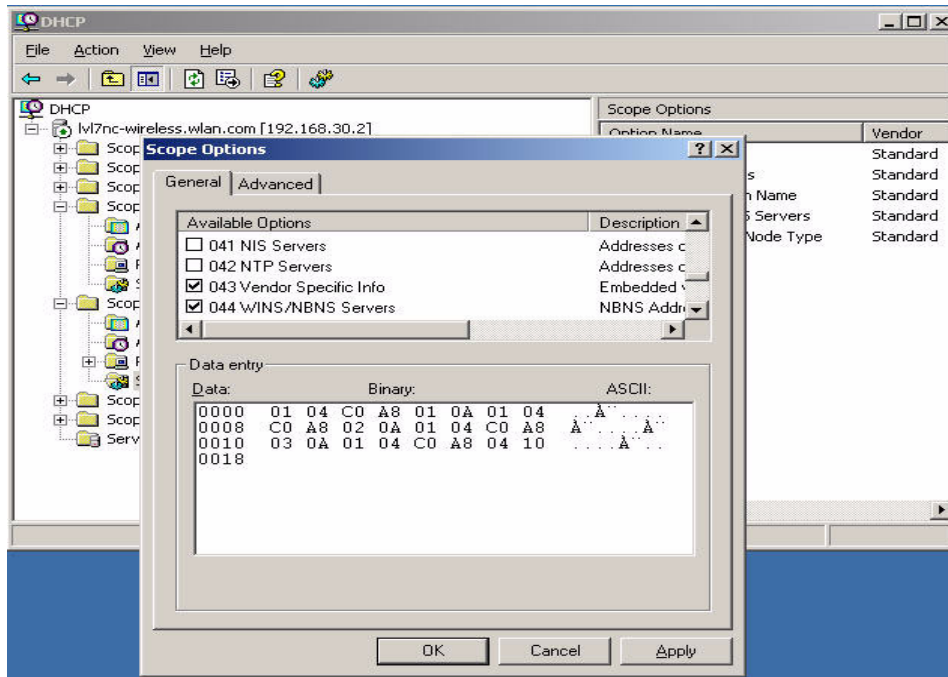 DHCP
File Action View Help
DHCP
lvl7nc-wireless.wlan.com [192.168.30.2]
Scope Options
Option Name Vendor
Standard
Standard
Name Standard
Servers Standard
Node Type Standard
Scope Options
General Advanced
Available Options Description
041 NIS Servers Addresses
042 NTP Servers Addresses
043 Vendor Specific Info Embedded
044 WINS/NBNS Servers NBNS
Data entry
Data: Binary: ASCII:
0000 01 04 C0 A8 01 0A 01 04 ..À¨....
0008 C0 A8 02 0A 01 04 C0 A8 À¨....À¨
0010 03 0A 01 04 C0 A8 04 10 ....À¨..
0018
OK Cancel Apply